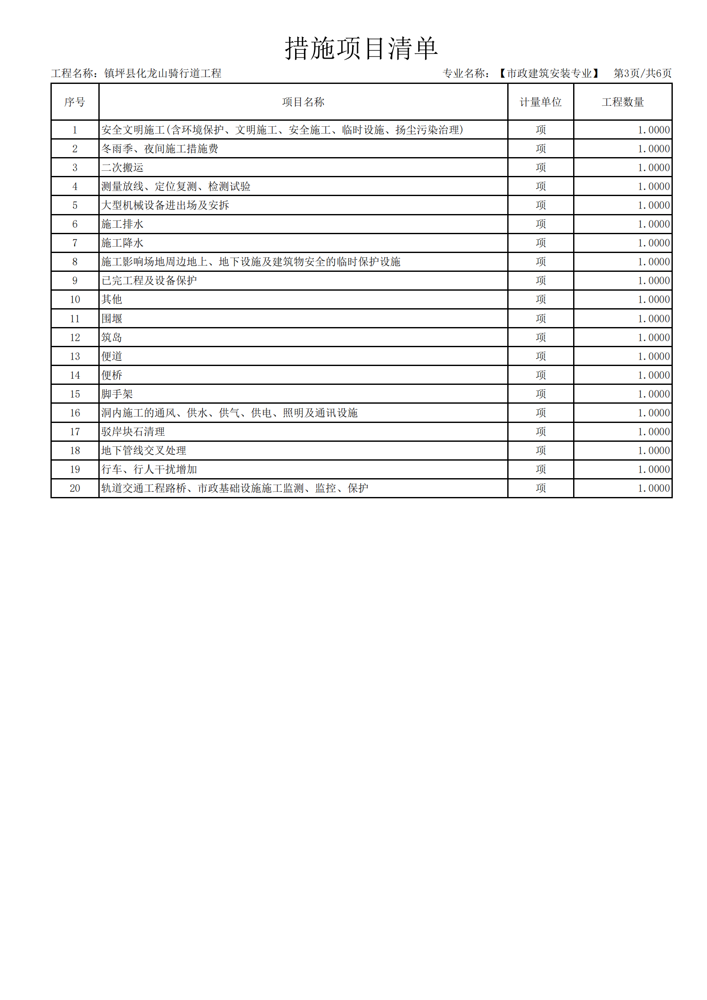 措施项目清单
工程名称：镇坪县化龙山骑行道工程 专业名称：【市政建筑安装专业】 第3页/共6页
序号 项目名称 计量单位 工程数量
1 安全文明施工(含环境保护、文明施工、安全施工、临时设施、扬尘污染治理) 项 1.0000
2 冬雨季、夜间施工措施费 项 1.0000
3 二次搬运 项 1.0000
4 测量放线、定位复测、检测试验 项 1.0000
5 大型机械设备进出场及安拆 项 1.0000
6 施工排水 项 1.0000
7 施工降水 项 1.0000
8 施工影响场地周边地上、地下设施及建筑物安全的临时保护设施 项 1.0000
9 已完工程及设备保护 项 1.0000
10 其他 项 1.0000
11 围堰 项 1.0000
12 筑岛 项 1.0000
13 便道 项 1.0000
14 便桥 项 1.0000
15 脚手架 项 1.0000
16 洞内施工的通风、供水、供气、供电、照明及通讯设施 项 1.0000
17 驳岸块石清理 项 1.0000
18 地下管线交叉处理 项 1.0000
19 行车、行人干扰增加 项 1.0000
20 轨道交通工程路桥、市政基础设施施工监测、监控、保护 项 1.0000